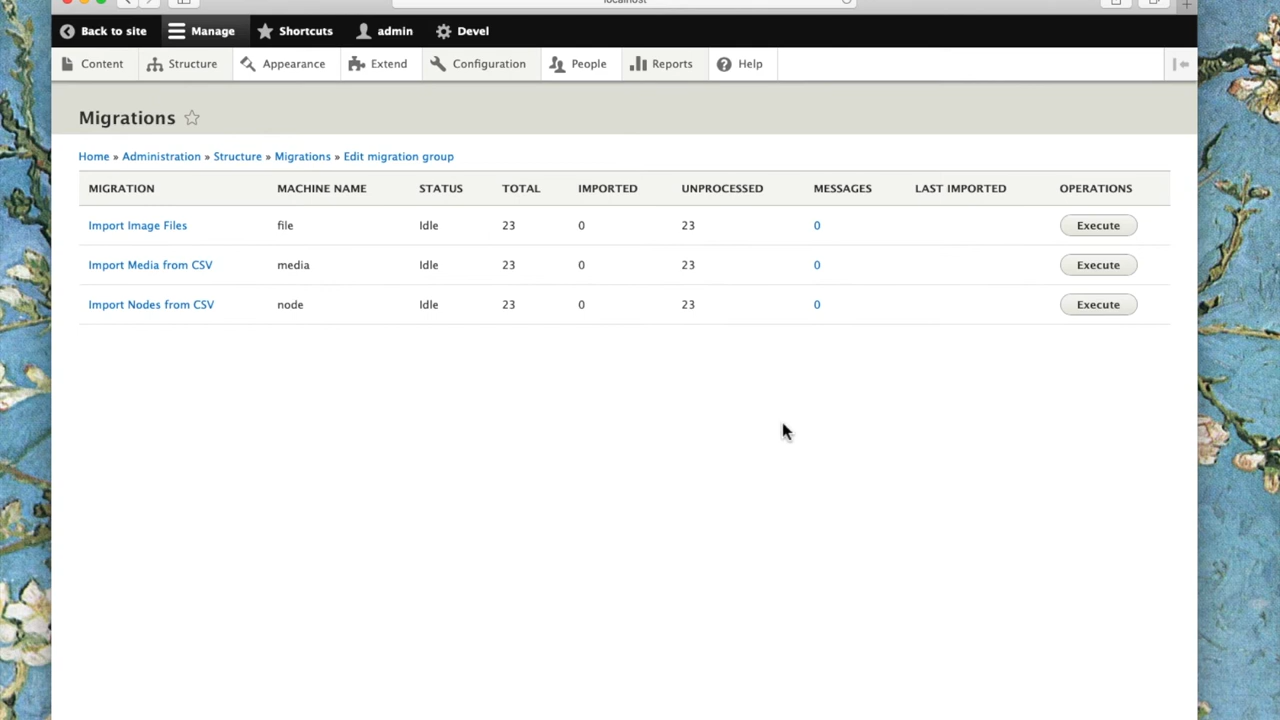 localhost
Back to site Manage Shortcuts admin Devel
Content Structure Appearance Extend Configuration People Reports Help
Migrations
Home » Administration » Structure » Migrations » Edit migration group
MIGRATION MACHINE NAME STATUS TOTAL IMPORTED UNPROCESSED MESSAGES LAST IMPORTED OPERATIONS
Import Image Files file Idle 23 0 23 0 Execute
Import Media from CSV media Idle 23 0 23 0 Execute
Import Nodes from CSV node Idle 23 0 23 0 Execute